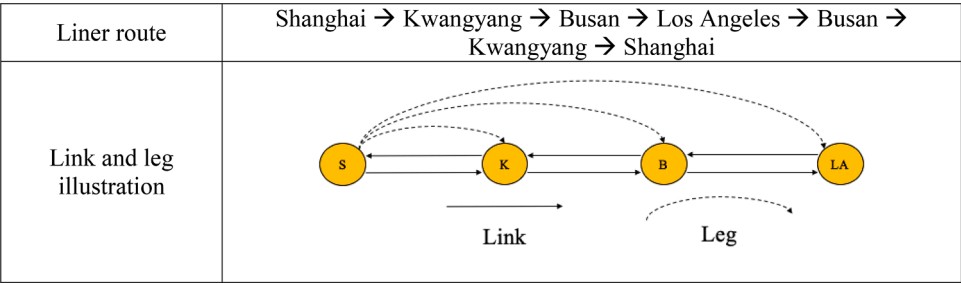 Liner route
Shanghai → Kwangyang → Busan → Los Angeles → Busan →
Kwangyang → Shanghai
Link and leg
illustration
S
K
B
LA
Link
Leg